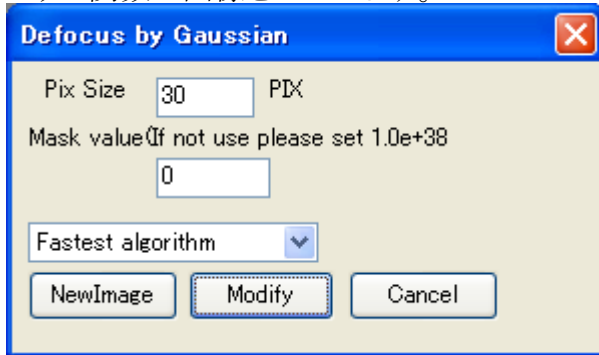 Defocus by Gaussian
Pix Size 30 PIX
Mask value(If not use please set 1.0e+38
0
Fastest algorithm
NewImage Modify Cancel